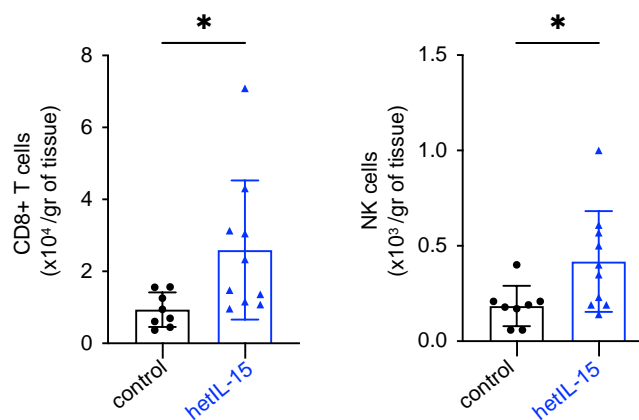 *
8
6
4
2
0
CD8+ T cells
(x10⁴ /gr of tissue)
control
hetIL-15
*
1.5
1.0
0.5
0.0
NK cells
(x10³ /gr of tissue)
control
hetIL-15